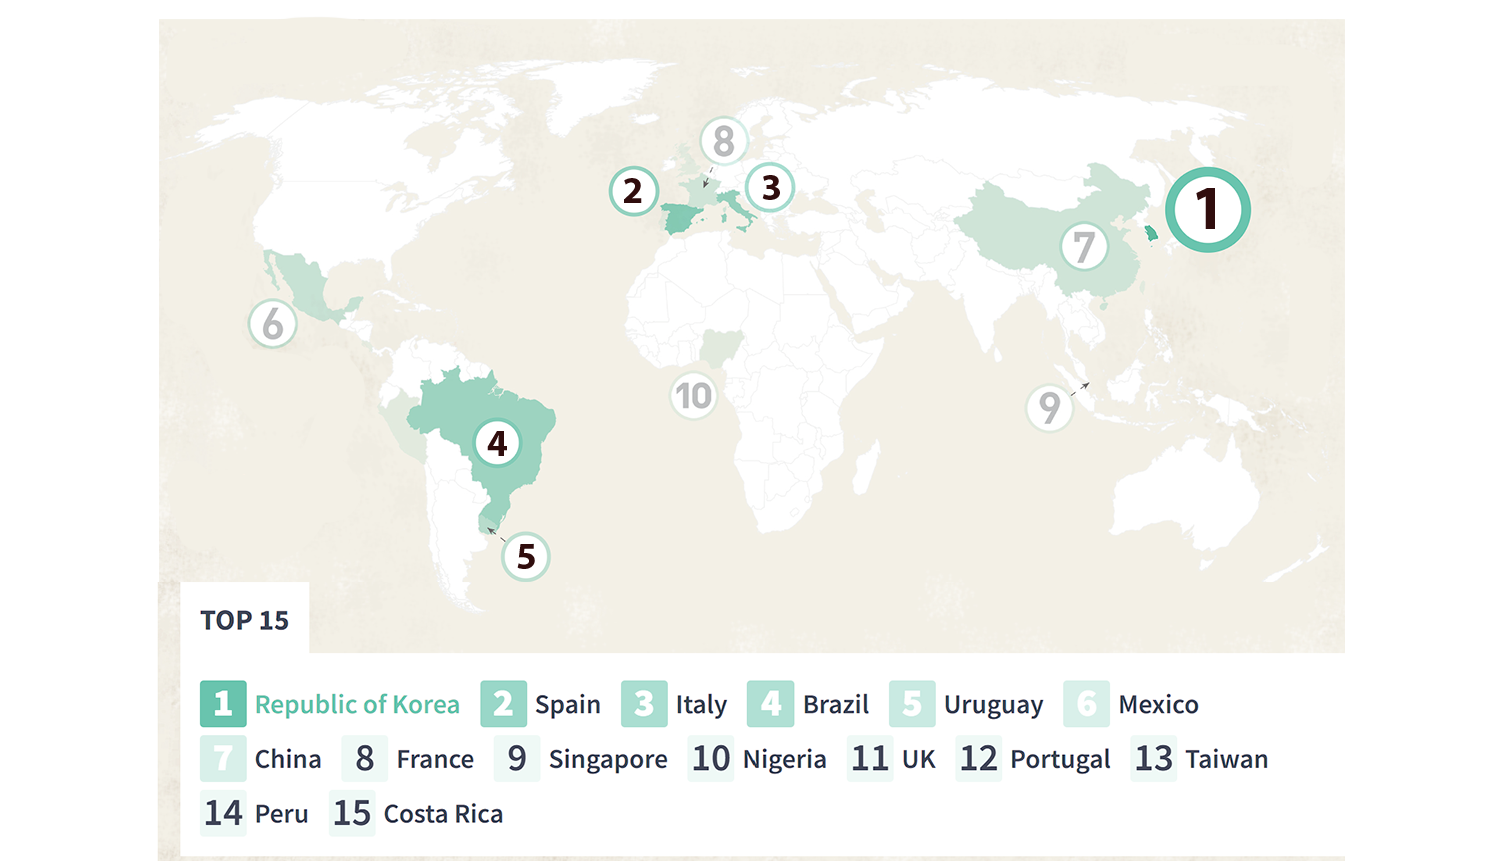 8
2
3
1
7
6
10
9
4
5
TOP 15
1 Republic of Korea 2 Spain 3 Italy 4 Brazil 5 Uruguay 6 Mexico
7 China 8 France 9 Singapore 10 Nigeria 11 UK 12 Portugal 13 Taiwan
14 Peru 15 Costa Rica